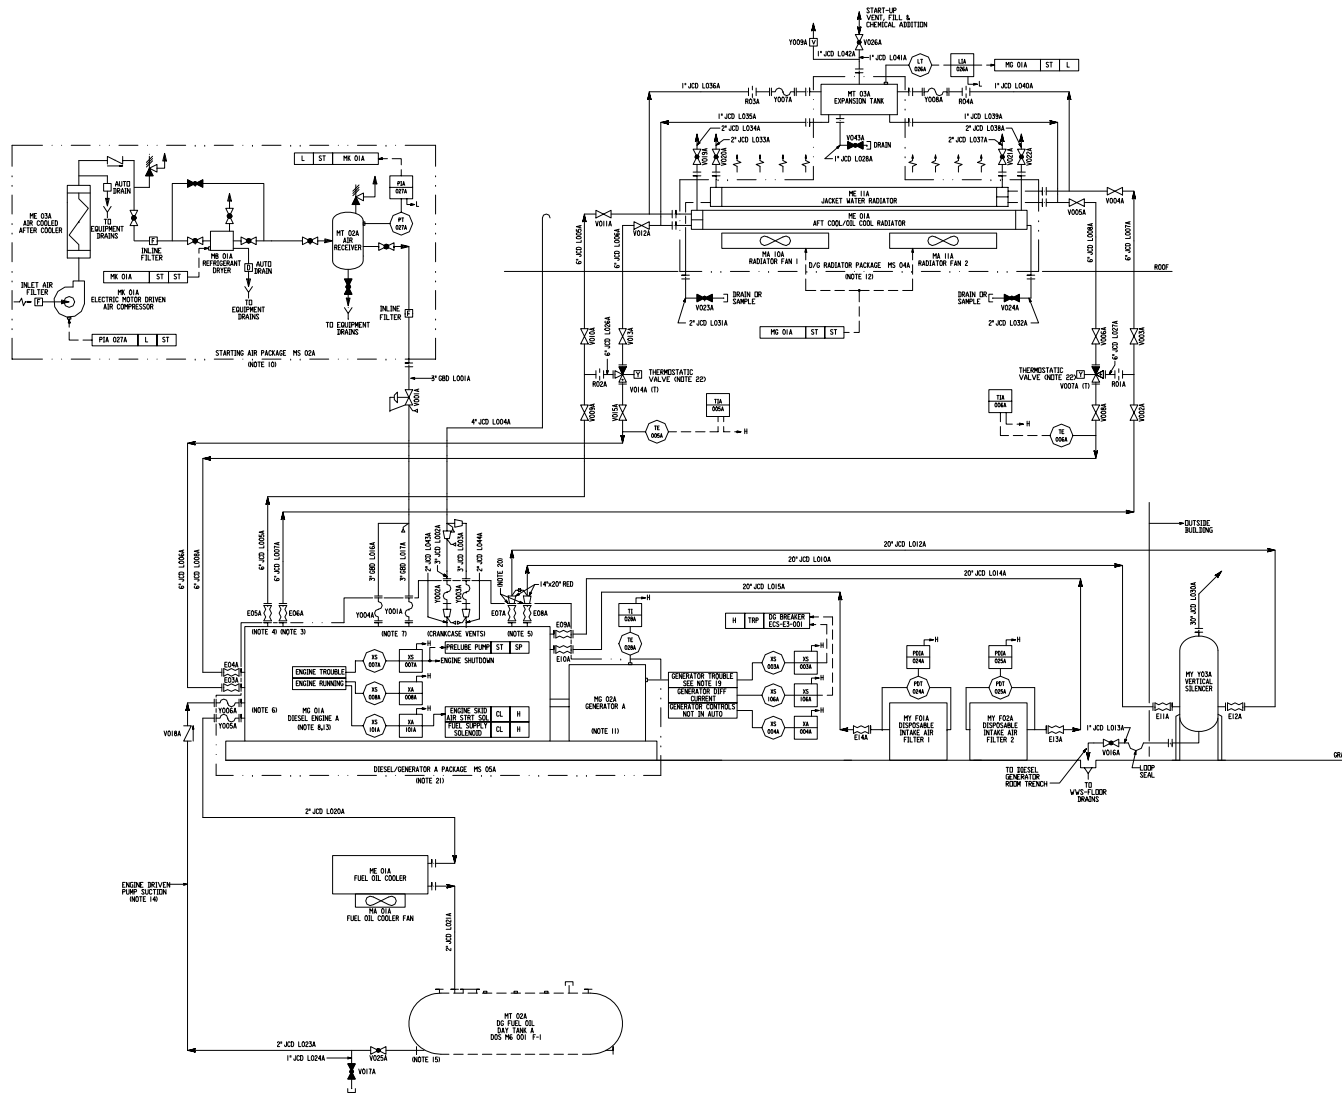 START-UP
VENT, FILL &
CHEMICAL ADDITION
Y009A
V
V026A
1" JCD L042A
1" JCD L041A
LT
026A
LIA
026A
L
MG 01A
ST
L
1" JCD L036A
R03A
Y007A
MT 03A
EXPANSION TANK
Y008A
R04A
1" JCD L040A
1" JCD L035A
1" JCD L039A
2" JCD L034A
2" JCD L033A
V043A
DRAIN
1" JCD L028A
2" JCD L038A
2" JCD L037A
V019A
V020A
V021A
V022A
ME 11A
JACKET WATER RADIATOR
ME 01A
AFT COOL/OIL COOL RADIATOR
MA 10A
RADIATOR FAN 1
MA 11A
RADIATOR FAN 2
D/G RADIATOR PACKAGE MS 04A
(NOTE 12)
V004A
V005A
V011A
V012A
6" JCD L005A
6" JCD L006A
6" JCD L008A
6" JCD L007A
ROOF
DRAIN OR
SAMPLE
V023A
2" JCD L031A
DRAIN OR
SAMPLE
V024A
2" JCD L032A
MG 01A
ST
ST
L
ST
MK 01A
PIA
027A
L
PT
027A
ME 03A
AIR COOLED
AFTER COOLER
AUTO
DRAIN
TO
EQUIPMENT
DRAINS
F
INLINE
FILTER
MB 01A
REFRIGERANT
DRYER
D
AUTO
DRAIN
TO
EQUIPMENT
DRAINS
MT 02A
AIR
RECEIVER
TO EQUIPMENT
DRAINS
MK 01A
ST
ST
MK 01A
ELECTRIC MOTOR DRIVEN
AIR COMPRESSOR
INLET AIR
FILTER
F
INLINE
FILTER
F
PIA 027A
L
ST
STARTING AIR PACKAGE MS 02A
(NOTE 10)
3" GBD L001A
V001A
4" JCD L004A
V010A
V013A
6" JCD L026A
R02A
Y
THERMOSTATIC
VALVE (NOTE 22)
V014A (T)
V009A
V015A
TE
005A
TIA
005A
H
V006A
V003A
6" JCD L027A
R01A
Y
THERMOSTATIC
VALVE (NOTE 22)
V007A (T)
V008A
V002A
TIA
006A
H
TE
006A
6" JCD L006A
6" JCD L008A
6" JCD L005A
6" JCD L007A
3" GBD L016A
3" GBD L017A
2" JCD L043A
3" JCD L002A
3" JCD L003A
2" JCD L044A
(NOTE 20)
14"x20" RED
20" JCD L012A
20" JCD L010A
20" JCD L014A
20" JCD L015A
OUTSIDE
BUILDING
30" JCD L030A
E05A
E06A
Y004A
Y001A
Y002A
Y003A
E07A
E08A
E09A
E10A
(NOTE 4)
(NOTE 3)
(NOTE 7)
(CRANKCASE VENTS)
(NOTE 5)
E04A
E03A
Y006A
Y005A
(NOTE 6)
V018A
ENGINE TROUBLE
ENGINE RUNNING
MG 01A
DIESEL ENGINE A
(NOTE 8,13)
XS
007A
XS
007A
H
PRELUBE PUMP
ST
SP
ENGINE SHUTDOWN
XS
008A
XA
008A
H
XS
101A
XA
101A
H
ENGINE SKID
AIR STRT SOL
CL
H
FUEL SUPPLY
SOLENOID
CL
H
TI
028A
H
TE
028A
MG 02A
GENERATOR A
(NOTE 11)
DIESEL/GENERATOR A PACKAGE MS 05A
(NOTE 21)
H
TRP
DG BREAKER
ECS-E3-001
GENERATOR TROUBLE
SEE NOTE 19
GENERATOR DIFF
CURRENT
GENERATOR CONTROLS
NOT IN AUTO
XS
003A
XS
003A
H
XS
106A
XS
106A
H
XS
004A
XA
004A
H
E14A
PDIA
024A
H
PDT
024A
MY F01A
DISPOSABLE
INTAKE AIR
FILTER 1
PDIA
025A
H
PDT
025A
MY F02A
DISPOSABLE
INTAKE AIR
FILTER 2
E13A
MY Y03A
VERTICAL
SILENCER
E11A
E12A
1" JCD L013A
V016A
LOOP
SEAL
TO DIESEL
GENERATOR
ROOM TRENCH
TO
WWS-FLOOR
DRAINS
2" JCD L020A
ME 01A
FUEL OIL COOLER
MA 01A
FUEL OIL COOLER FAN
2" JCD L021A
ENGINE DRIVEN
PUMP SUCTION
(NOTE 14)
MT 02A
DG FUEL OIL
DAY TANK A
DOS M6 001 F-1
(NOTE 15)
2" JCD L023A
1" JCD L024A
V025A
V017A